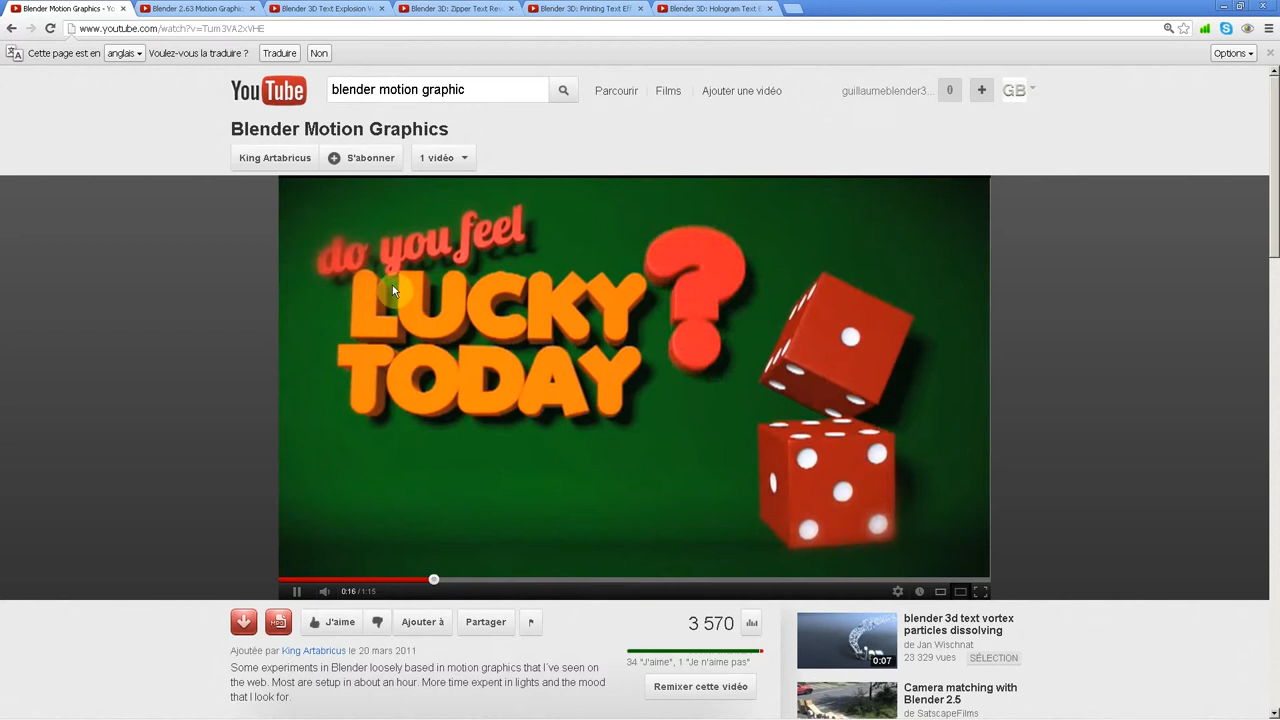 Blender Motion Graphics - Yo
Blender 2.63 Motion Graphic
Blender 3D Text Explosion V
Blender 3D: Zipper Text Rev
Blender 3D: Printing Text Ef
Blender 3D: Hologram Text E
www.youtube.com/watch?v=Tum3VA2xVHE
Cette page est en anglais Voulez-vous la traduire ? Traduire Non Options
YouTube blender motion graphic Parcourir Films Ajouter une vidéo guillaumeblender3... 0 + GB
Blender Motion Graphics
King Artabricus S'abonner 1 vidéo
do you feel
LUCKY
TODAY
?
0:16 / 1:15
MP3 J'aime Ajouter à Partager 3 570
Ajoutée par King Artabricus le 20 mars 2011
34 "J'aime", 1 "Je n'aime pas"
Some experiments in Blender loosely based in motion graphics that I've seen on
the web. Most are setup in about an hour. More time expent in lights and the mood
that I look for.
Remixer cette vidéo
blender 3d text vortex
particles dissolving
de Jan Wischnat
23 329 vues SÉLECTION
0:07
Camera matching with
Blender 2.5
de SatscapeFilms